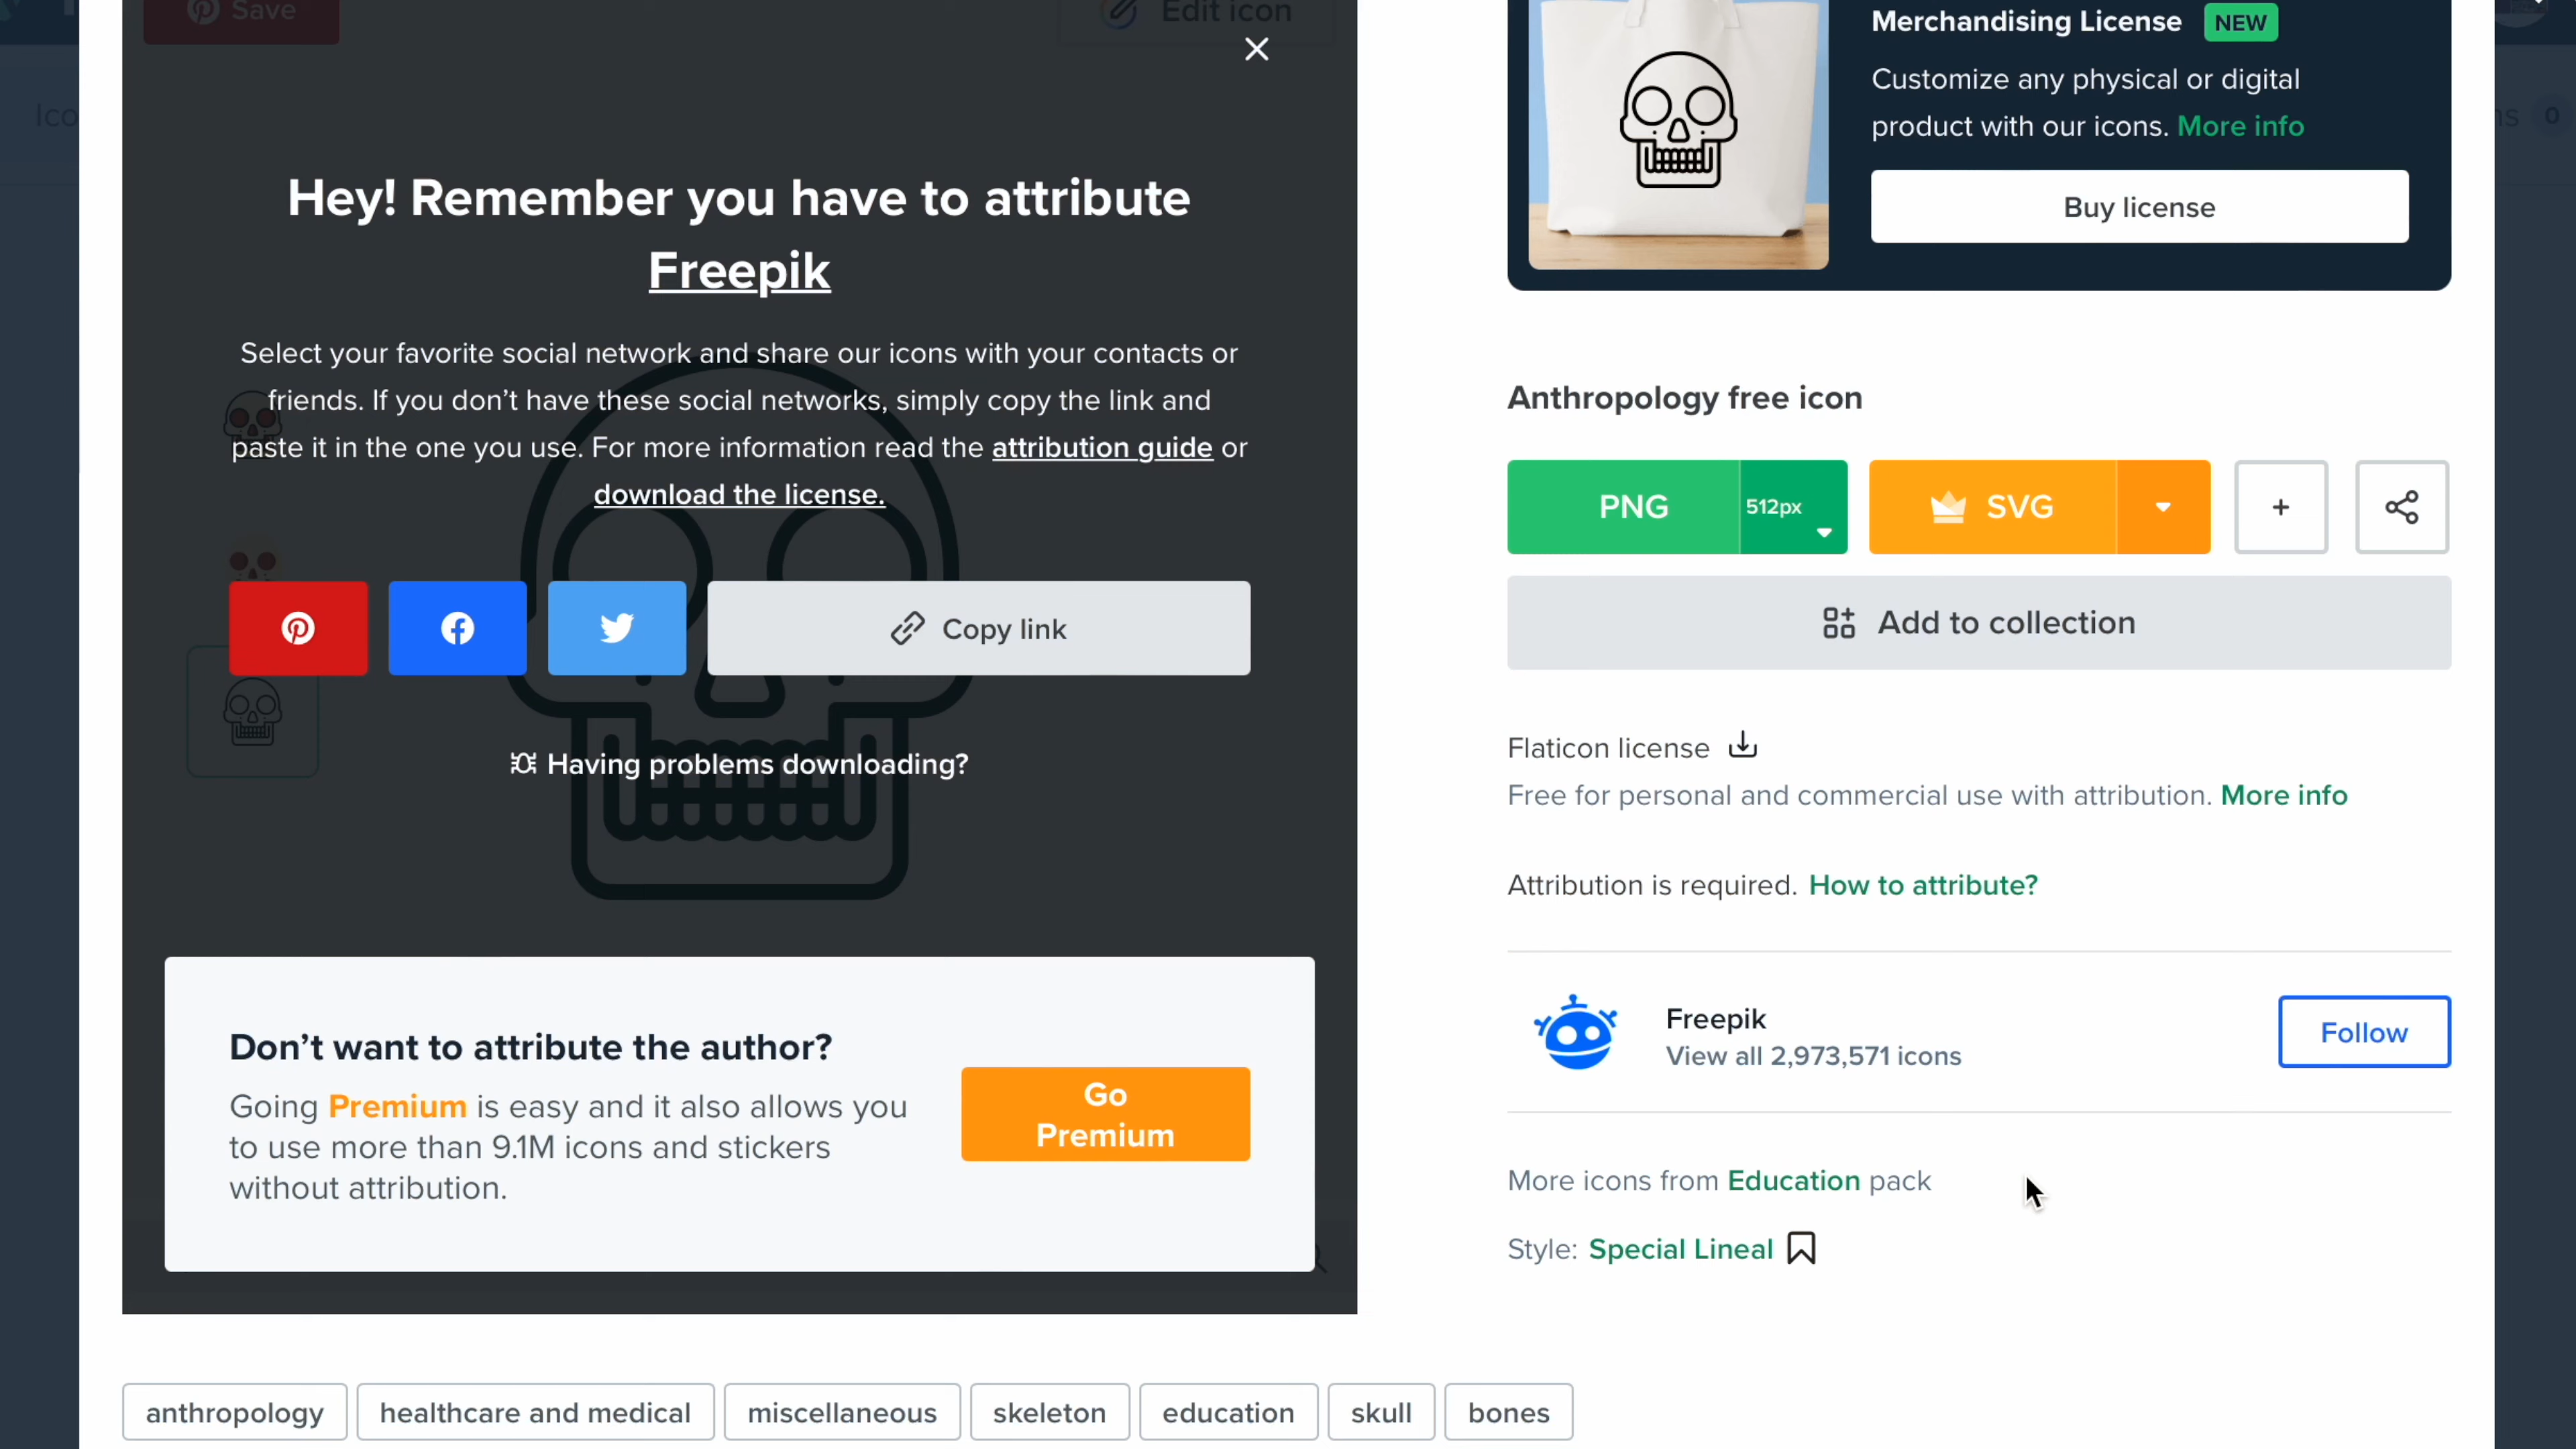 Save
Edit icon
Ico
Hey! Remember you have to attribute
Freepik
Select your favorite social network and share our icons with your contacts or
friends. If you don’t have these social networks, simply copy the link and
paste it in the one you use. For more information read the attribution guide or
download the license.
Copy link
Having problems downloading?
Don’t want to attribute the author?
Going Premium is easy and it also allows you
to use more than 9.1M icons and stickers
without attribution.
Go
Premium
Merchandising License NEW
Customize any physical or digital
product with our icons. More info
Buy license
ns 0
Anthropology free icon
PNG 512px SVG +
Add to collection
Flaticon license
Free for personal and commercial use with attribution. More info
Attribution is required. How to attribute?
Freepik
View all 2,973,571 icons
Follow
More icons from Education pack
Style: Special Lineal
anthropology healthcare and medical miscellaneous skeleton education skull bones